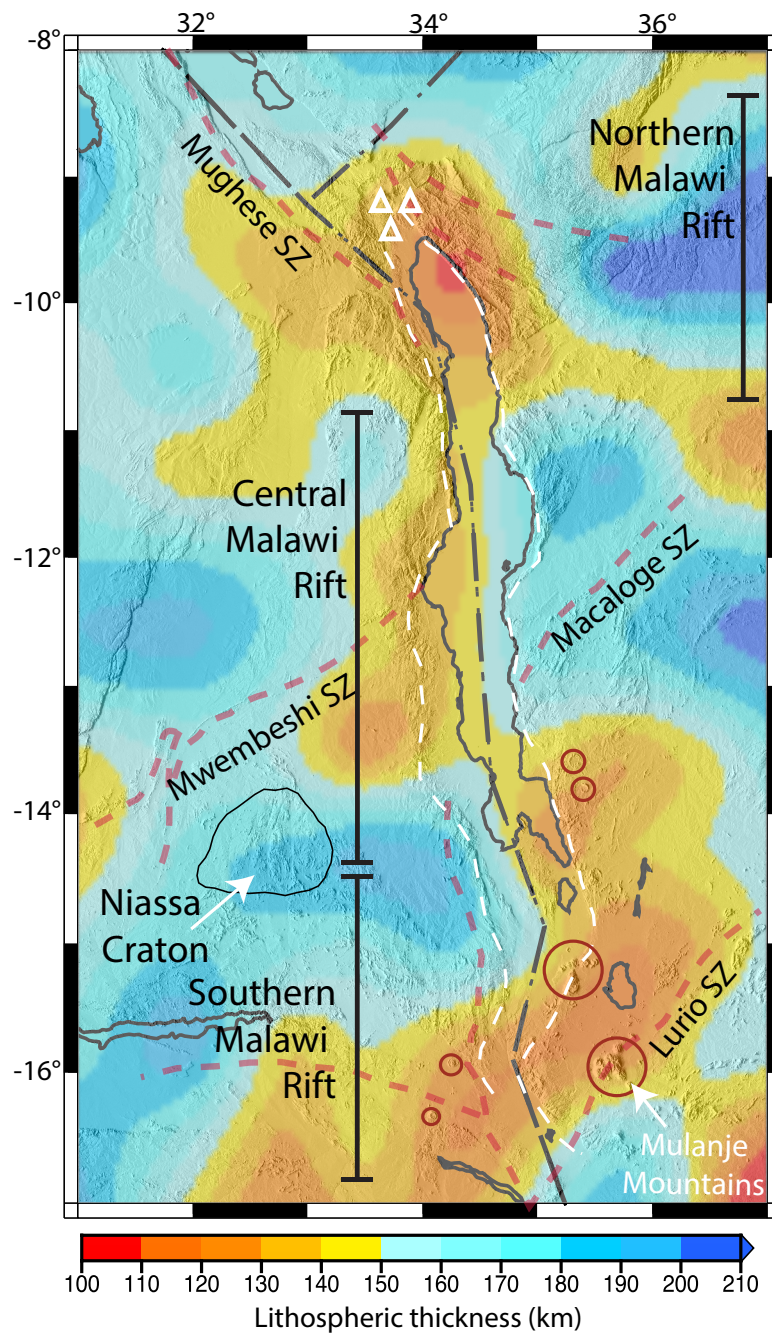 32°
34°
36°
-8°
-10°
-12°
-14°
-16°
Northern
Malawi
Rift
Mughese SZ
Central
Malawi
Rift
Macaloge SZ
Mwembeshi SZ
Niassa
Craton
Southern
Malawi
Rift
Lurio SZ
Mulanje
Mountains
100 110 120 130 140 150 160 170 180 190 200 210
Lithospheric thickness (km)